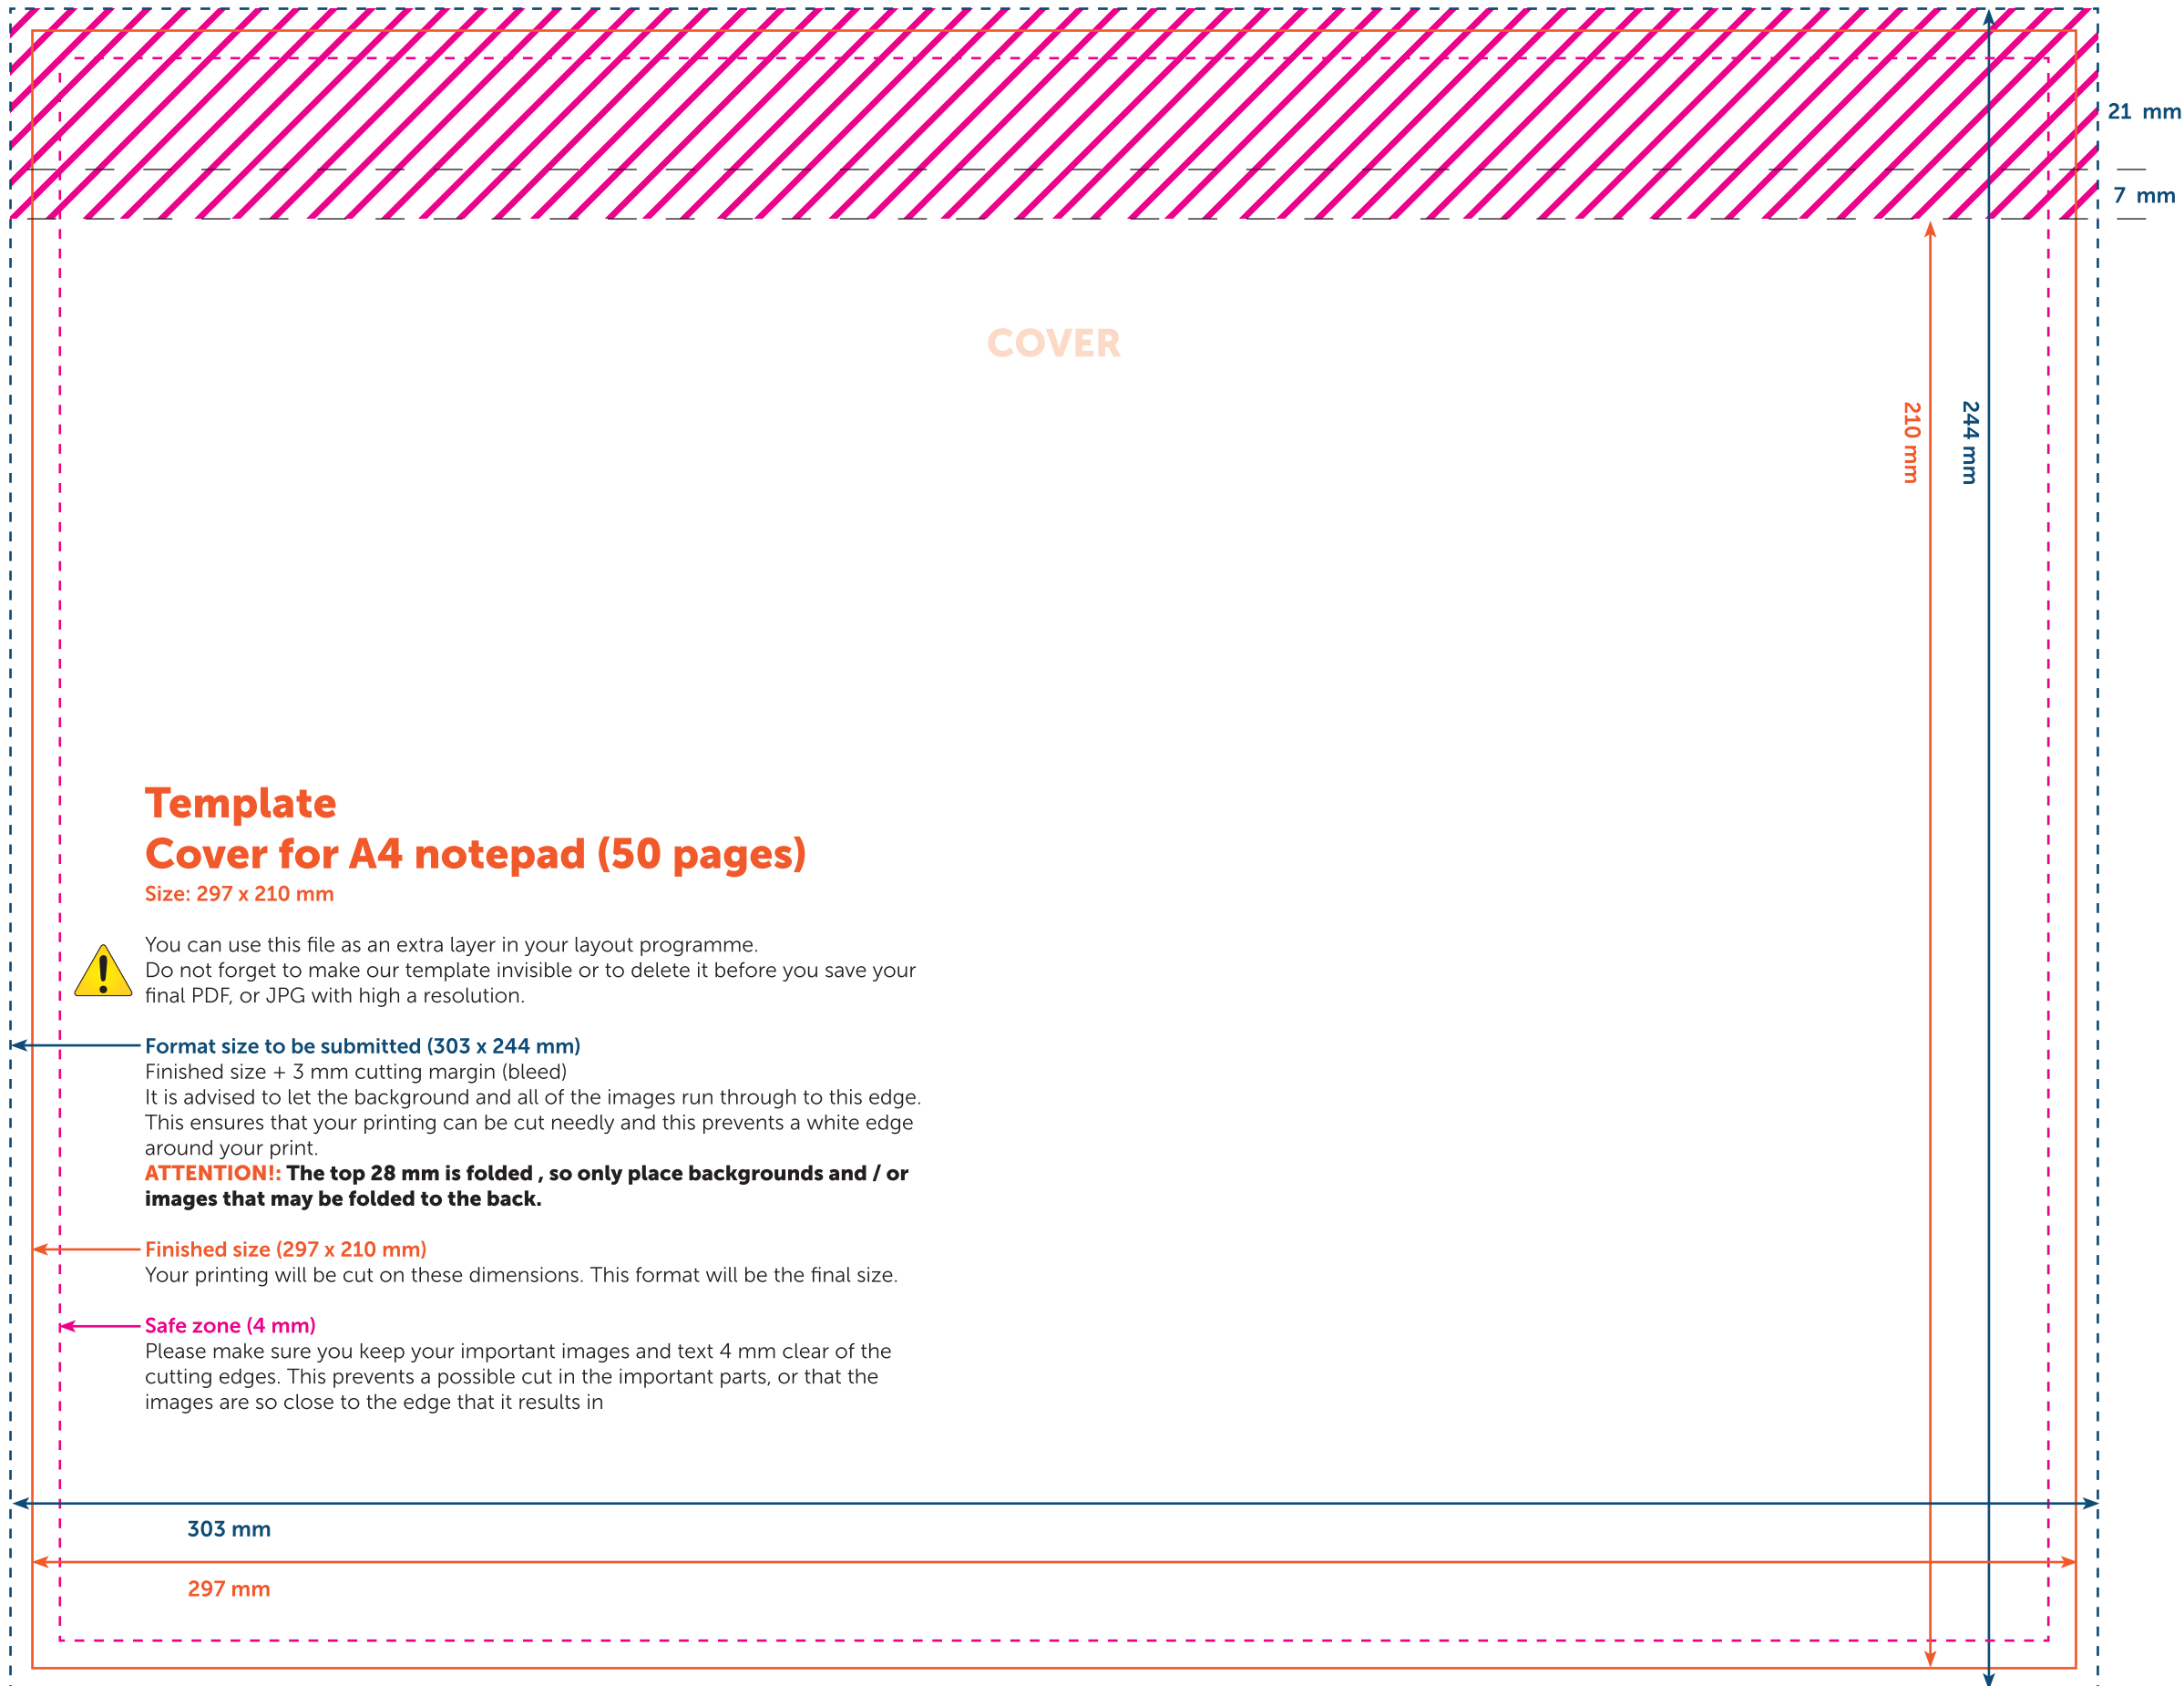 21 mm
7 mm
COVER
210 mm
244 mm
Template
Cover for A4 notepad (50 pages)
Size: 297 x 210 mm
You can use this file as an extra layer in your layout programme.
Do not forget to make our template invisible or to delete it before you save your
final PDF, or JPG with high a resolution.
Format size to be submitted (303 x 244 mm)
Finished size + 3 mm cutting margin (bleed)
It is advised to let the background and all of the images run through to this edge.
This ensures that your printing can be cut needly and this prevents a white edge
around your print.
ATTENTION!: The top 28 mm is folded , so only place backgrounds and / or
images that may be folded to the back.
Finished size (297 x 210 mm)
Your printing will be cut on these dimensions. This format will be the final size.
Safe zone (4 mm)
Please make sure you keep your important images and text 4 mm clear of the
cutting edges. This prevents a possible cut in the important parts, or that the
images are so close to the edge that it results in
303 mm
297 mm